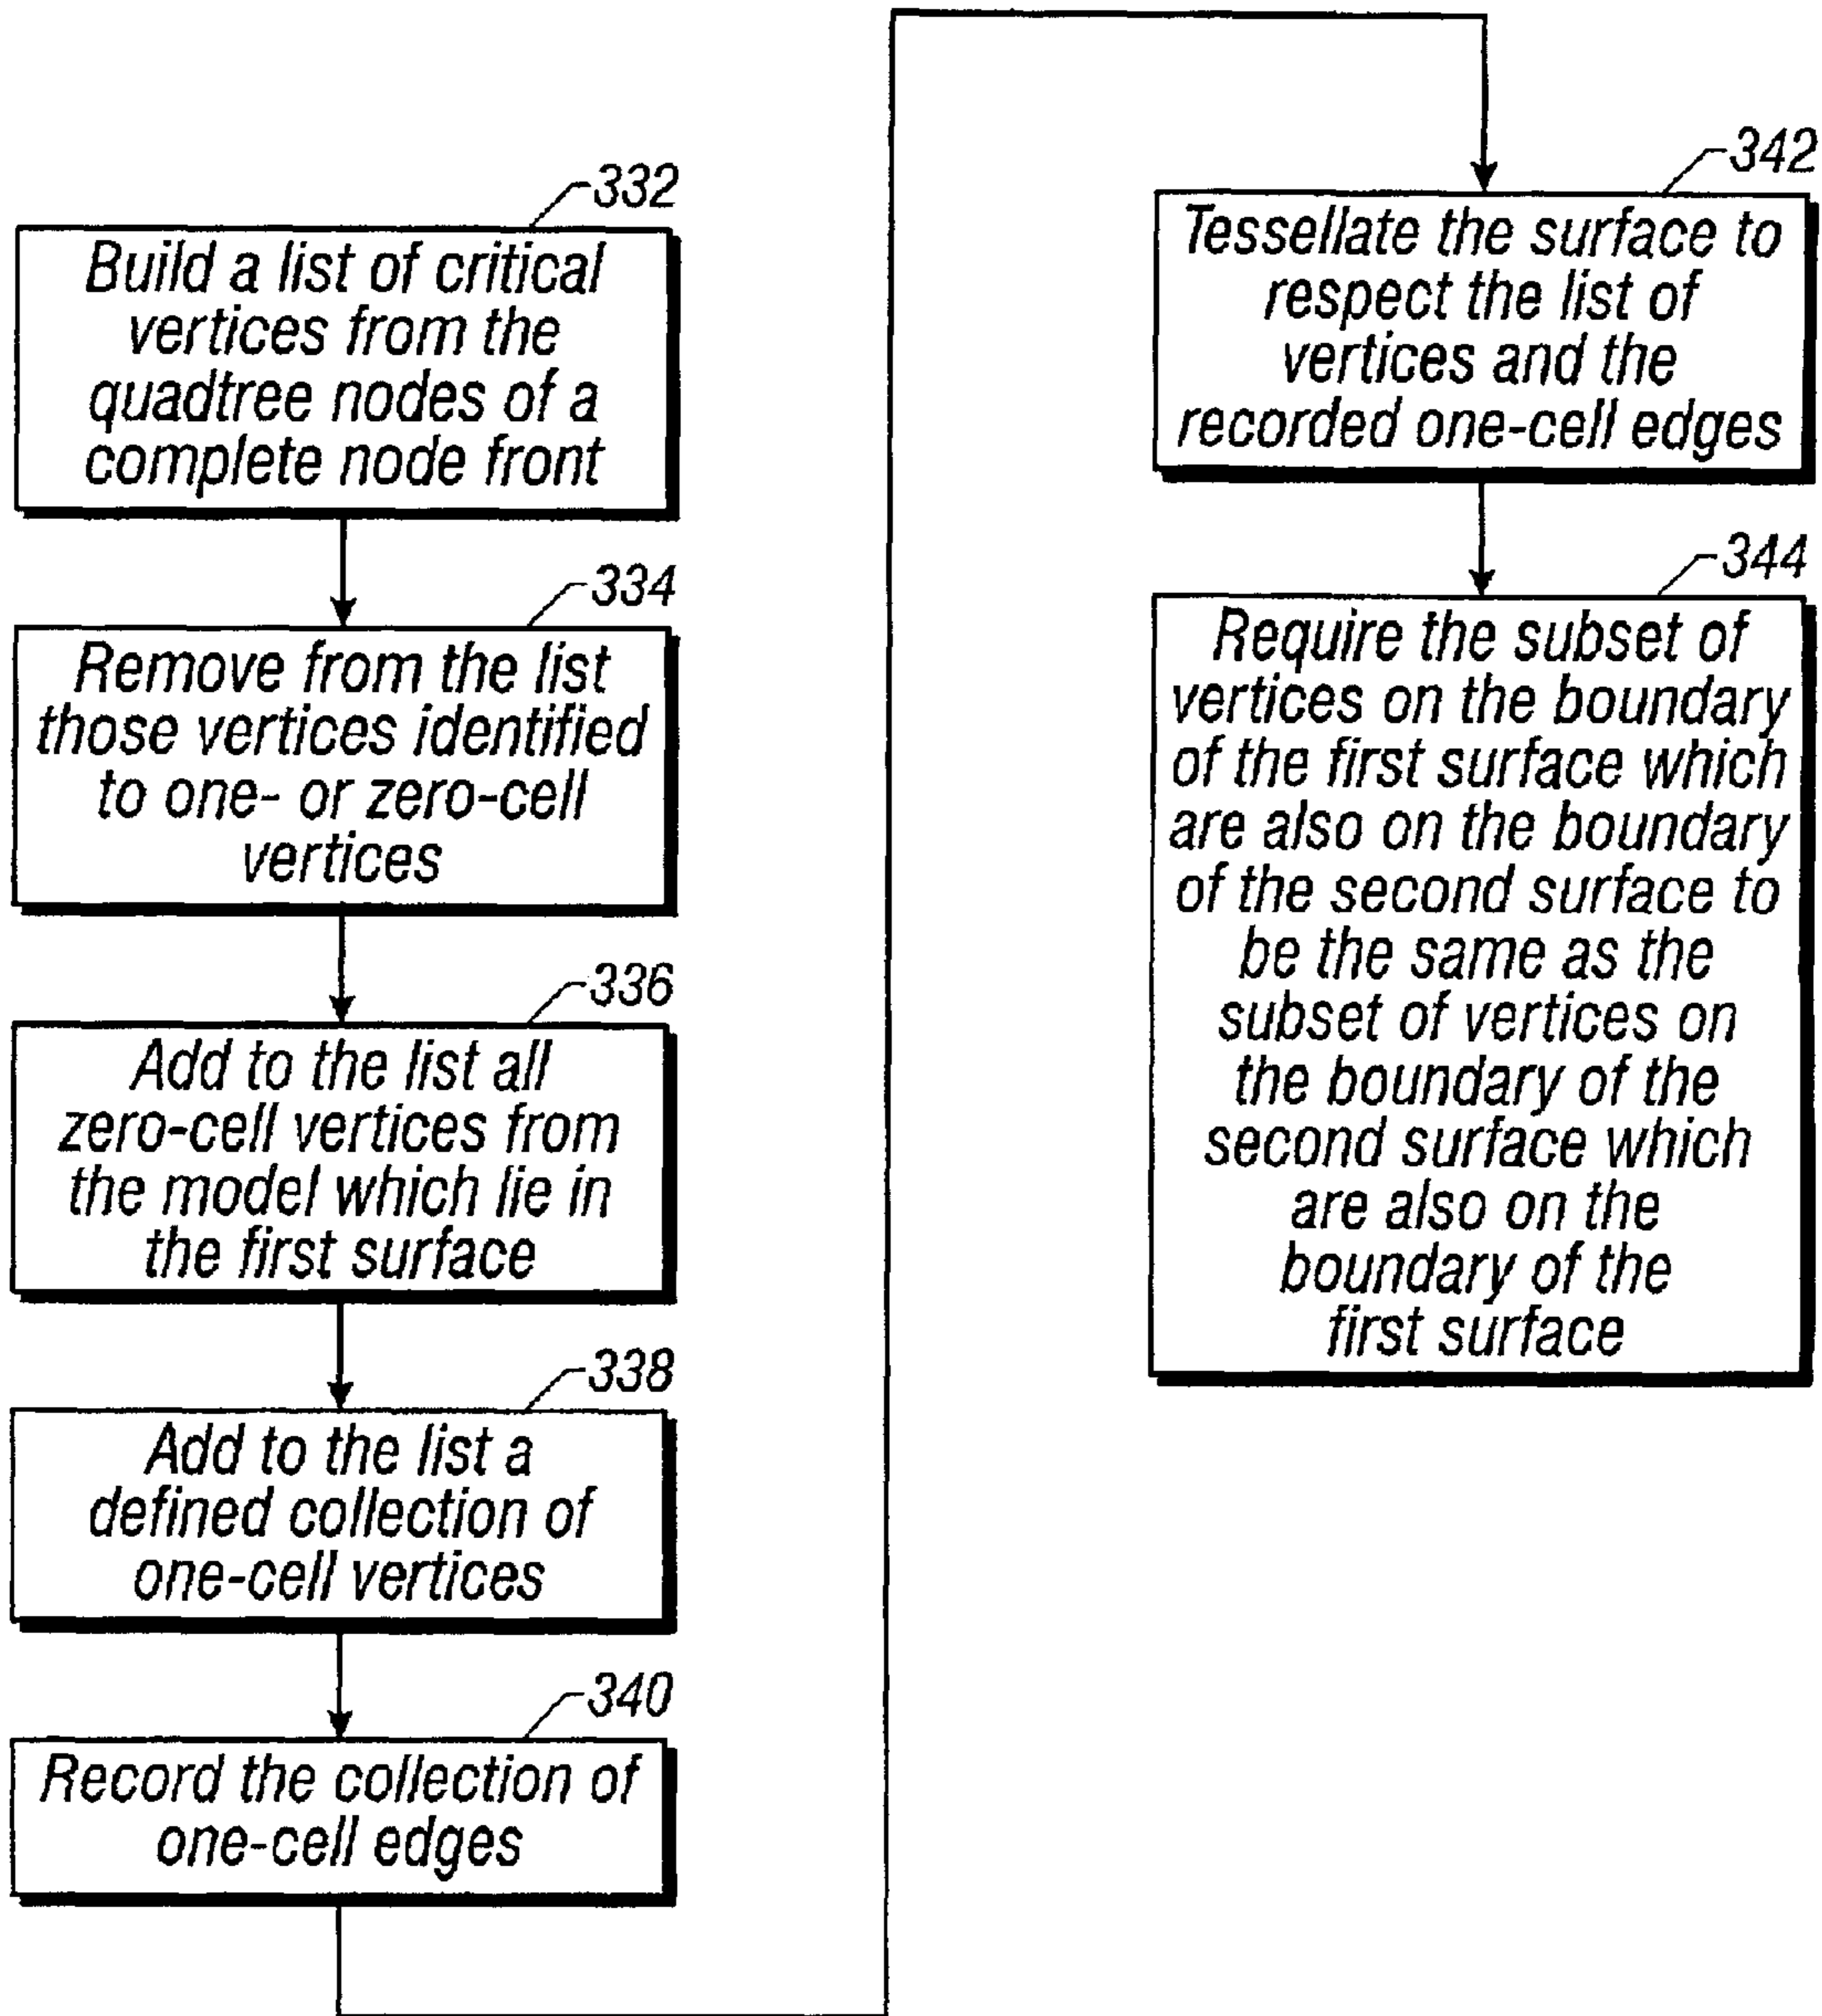 332
Build a list of critical
vertices from the
quadtree nodes of a
complete node front
334
Remove from the list
those vertices identified
to one- or zero-cell
vertices
336
Add to the list all
zero-cell vertices from
the model which lie in
the first surface
338
Add to the list a
defined collection of
one-cell vertices
340
Record the collection of
one-cell edges
342
Tessellate the surface to
respect the list of
vertices and the
recorded one-cell edges
344
Require the subset of
vertices on the boundary
of the first surface which
are also on the boundary
of the second surface to
be the same as the
subset of vertices on
the boundary of the
second surface which
are also on the
boundary of the
first surface